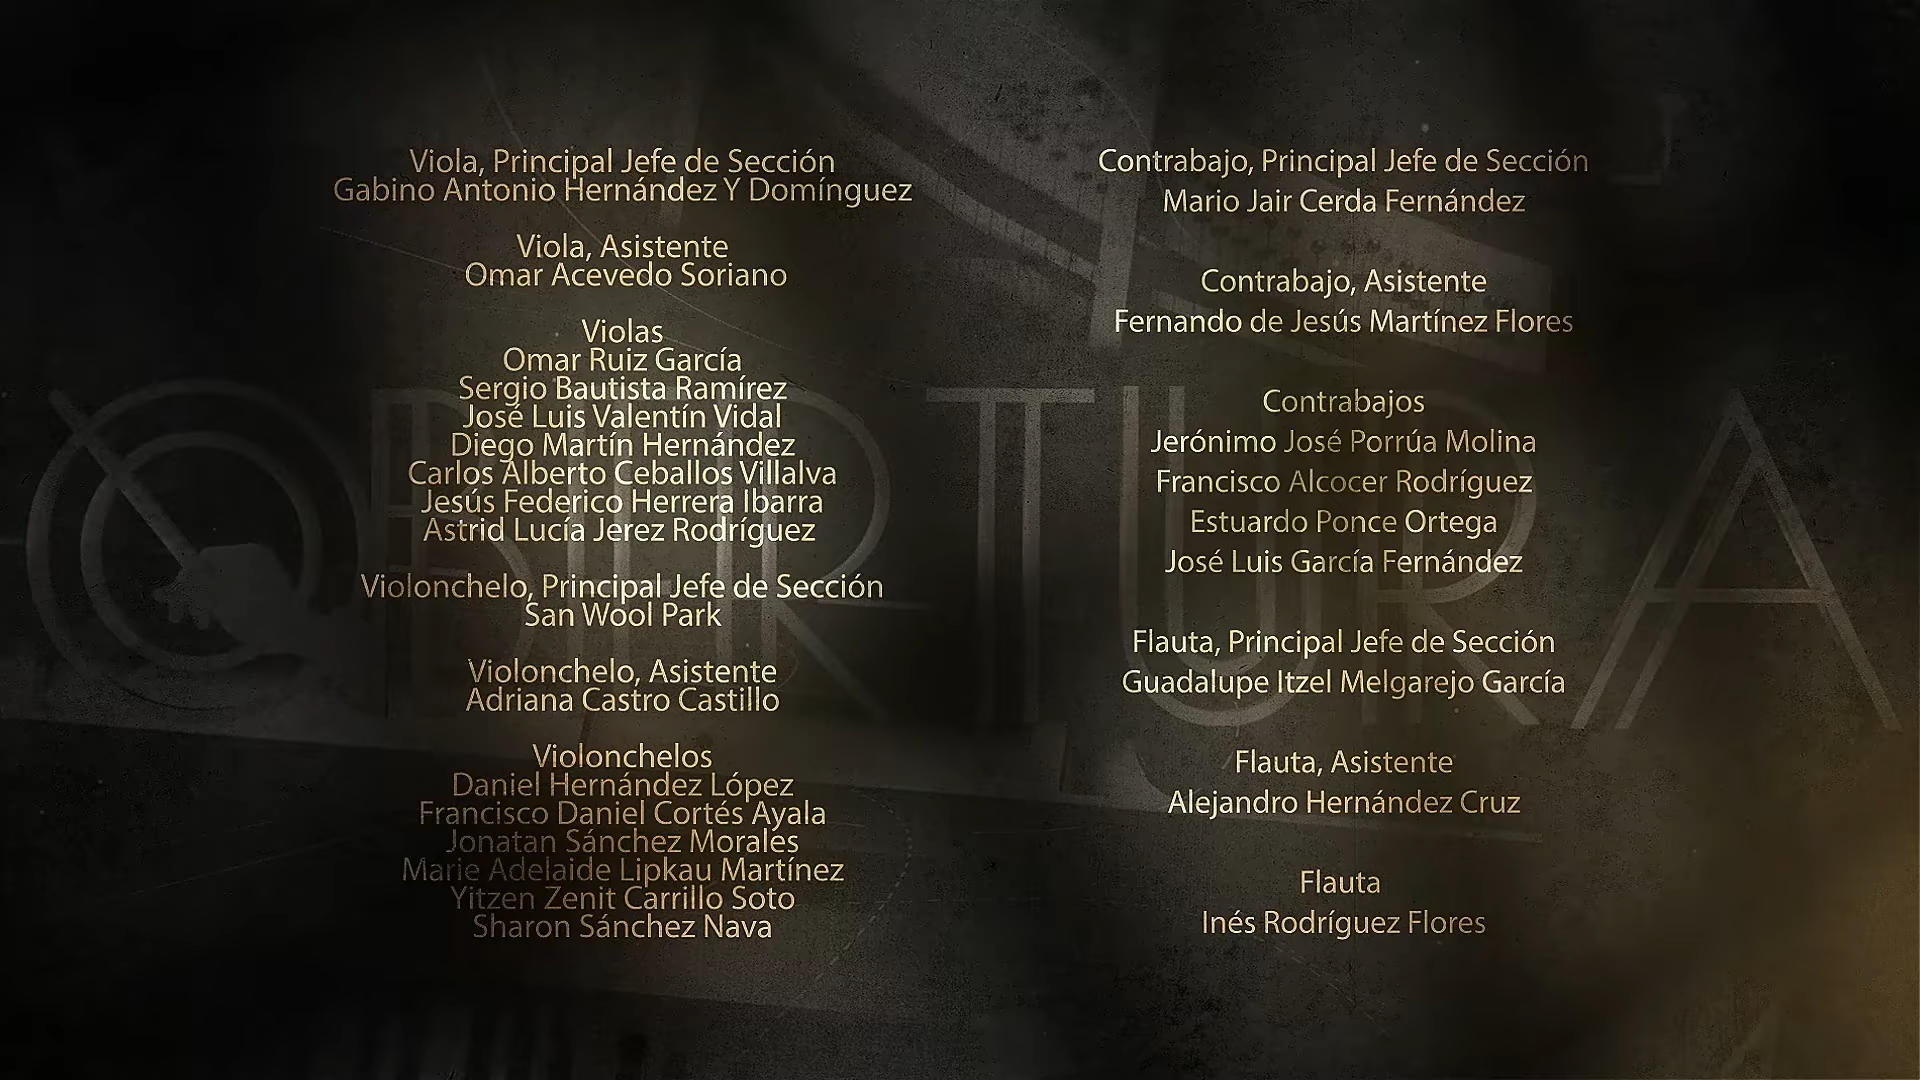 Viola, Principal Jefe de Sección
Gabino Antonio Hernández Y Domínguez
Viola, Asistente
Omar Acevedo Soriano
Violas
Omar Ruiz García
Sergio Bautista Ramírez
José Luis Valentín Vidal
Diego Martín Hernández
Carlos Alberto Ceballos Villalva
Jesús Federico Herrera Ibarra
Astrid Lucía Jerez Rodríguez
Violonchelo, Principal Jefe de Sección
San Wool Park
Violonchelo, Asistente
Adriana Castro Castillo
Violonchelos
Daniel Hernández López
Francisco Daniel Cortés Ayala
Jonatan Sánchez Morales
Marie Adelaide Lipkau Martínez
Yitzen Zenit Carrillo Soto
Sharon Sánchez Nava
Contrabajo, Principal Jefe de Sección
Mario Jair Cerda Fernández
Contrabajo, Asistente
Fernando de Jesús Martínez Flores
Contrabajos
Jerónimo José Porrúa Molina
Francisco Alcocer Rodríguez
Estuardo Ponce Ortega
José Luis García Fernández
Flauta, Principal Jefe de Sección
Guadalupe Itzel Melgarejo García
Flauta, Asistente
Alejandro Hernández Cruz
Flauta
Inés Rodríguez Flores
OBERTURA